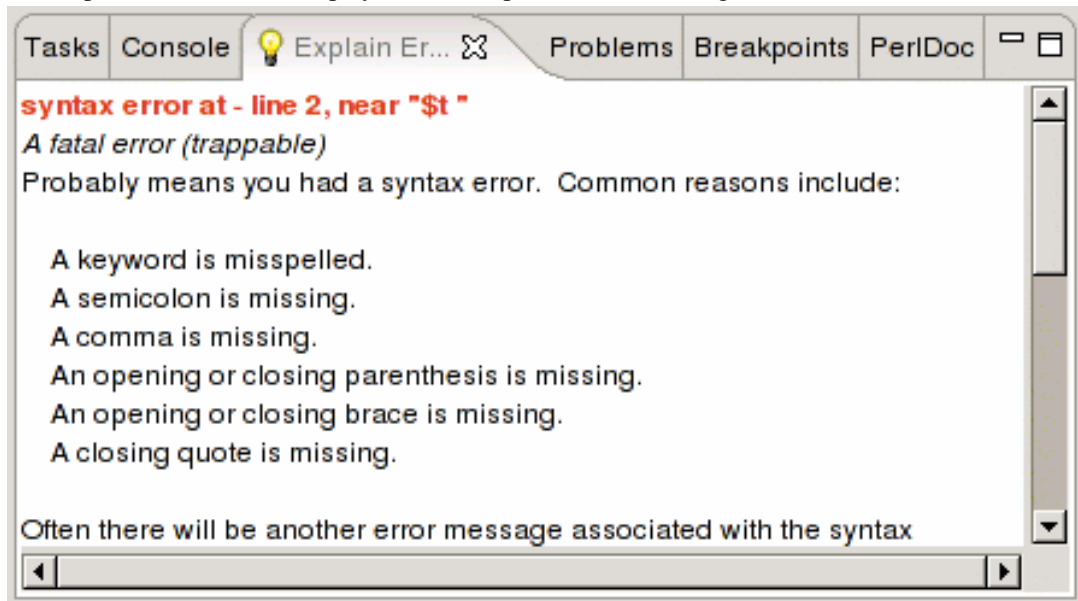 Tasks Console Explain Er... Problems Breakpoints PerlDoc
syntax error at - line 2, near "$t "
A fatal error (trappable)
Probably means you had a syntax error.  Common reasons include:
A keyword is misspelled.
A semicolon is missing.
A comma is missing.
An opening or closing parenthesis is missing.
An opening or closing brace is missing.
A closing quote is missing.
Often there will be another error message associated with the syntax